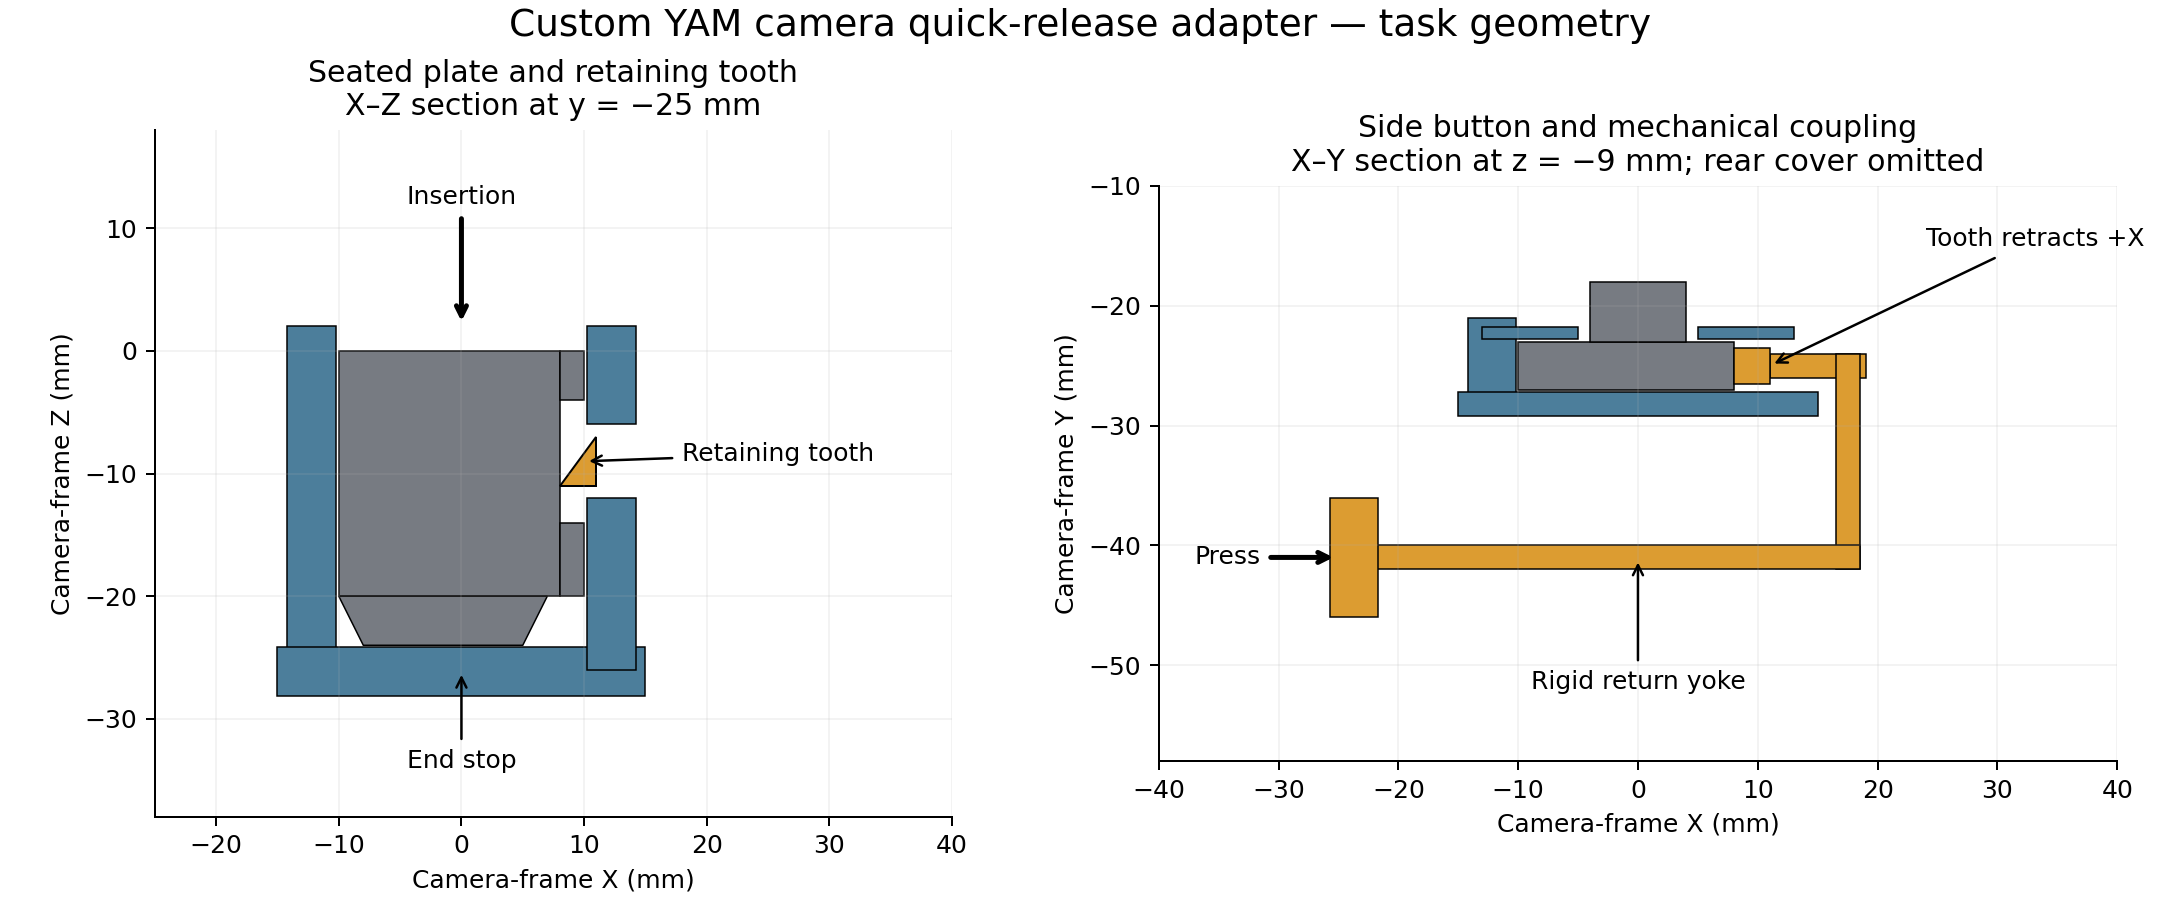 Custom YAM camera quick-release adapter — task geometry
Seated plate and retaining tooth
X–Z section at y = −25 mm
Insertion
Retaining tooth
End stop
10
0
−10
−20
−30
Camera-frame Z (mm)
−20
−10
0
10
20
30
40
Camera-frame X (mm)
Side button and mechanical coupling
X–Y section at z = −9 mm; rear cover omitted
Tooth retracts +X
Press
Rigid return yoke
−10
−20
−30
−40
−50
Camera-frame Y (mm)
−40
−30
−20
−10
0
10
20
30
40
Camera-frame X (mm)